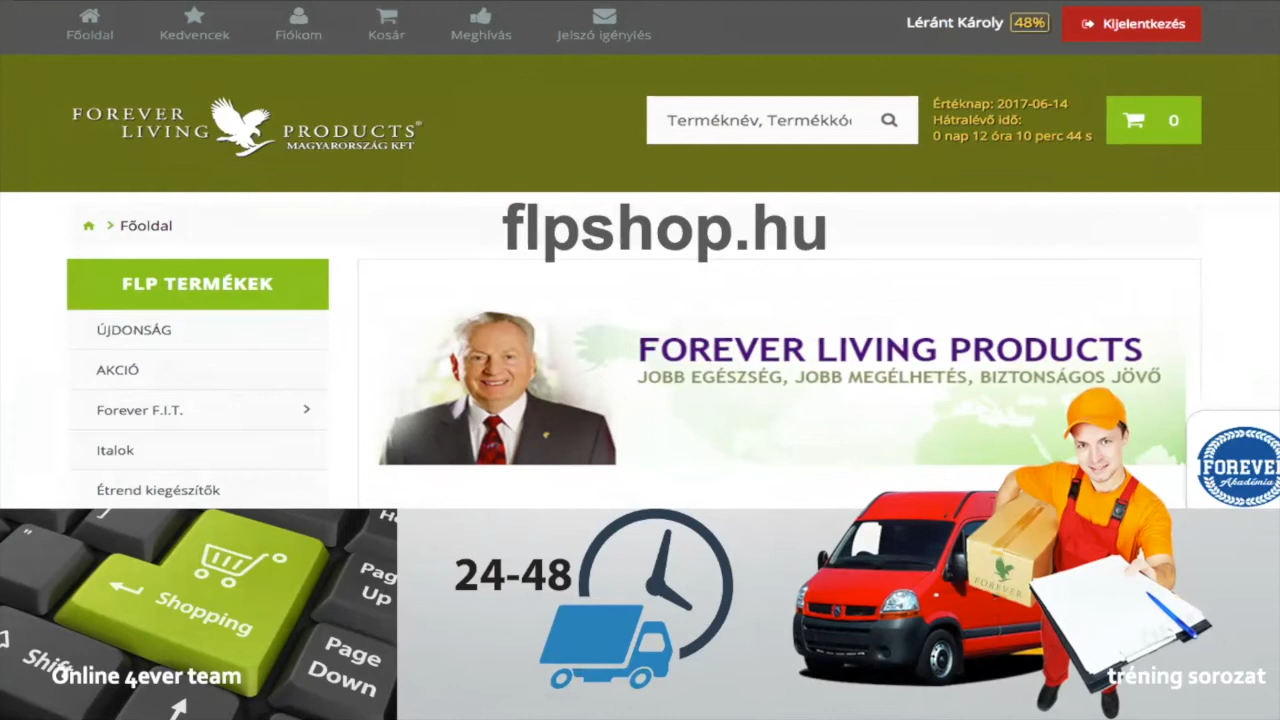 Főoldal
Kedvencek
Fiókom
Kosár
Meghívás
Jelszó igénylés
Léránt Károly 48%
Kijelentkezés
FOREVER
LIVING PRODUCTS®
MAGYARORSZÁG KFT
Terméknév, Termékkó
Értéknap: 2017-06-14
Hátralévő idő:
0 nap 12 óra 10 perc 44 s
0
> Főoldal
flpshop.hu
FLP TERMÉKEK
ÚJDONSÁG
AKCIÓ
Forever F.I.T.
Italok
Étrend kiegészítők
FOREVER LIVING PRODUCTS
JOBB EGÉSZSÉG, JOBB MEGÉLHETÉS, BIZTONSÁGOS JÖVŐ
FOREVE
Akadémia
Shopping
Page
Up
Page
Down
Shift
24-48
FOREVER
Online 4ever team
tréning sorozat